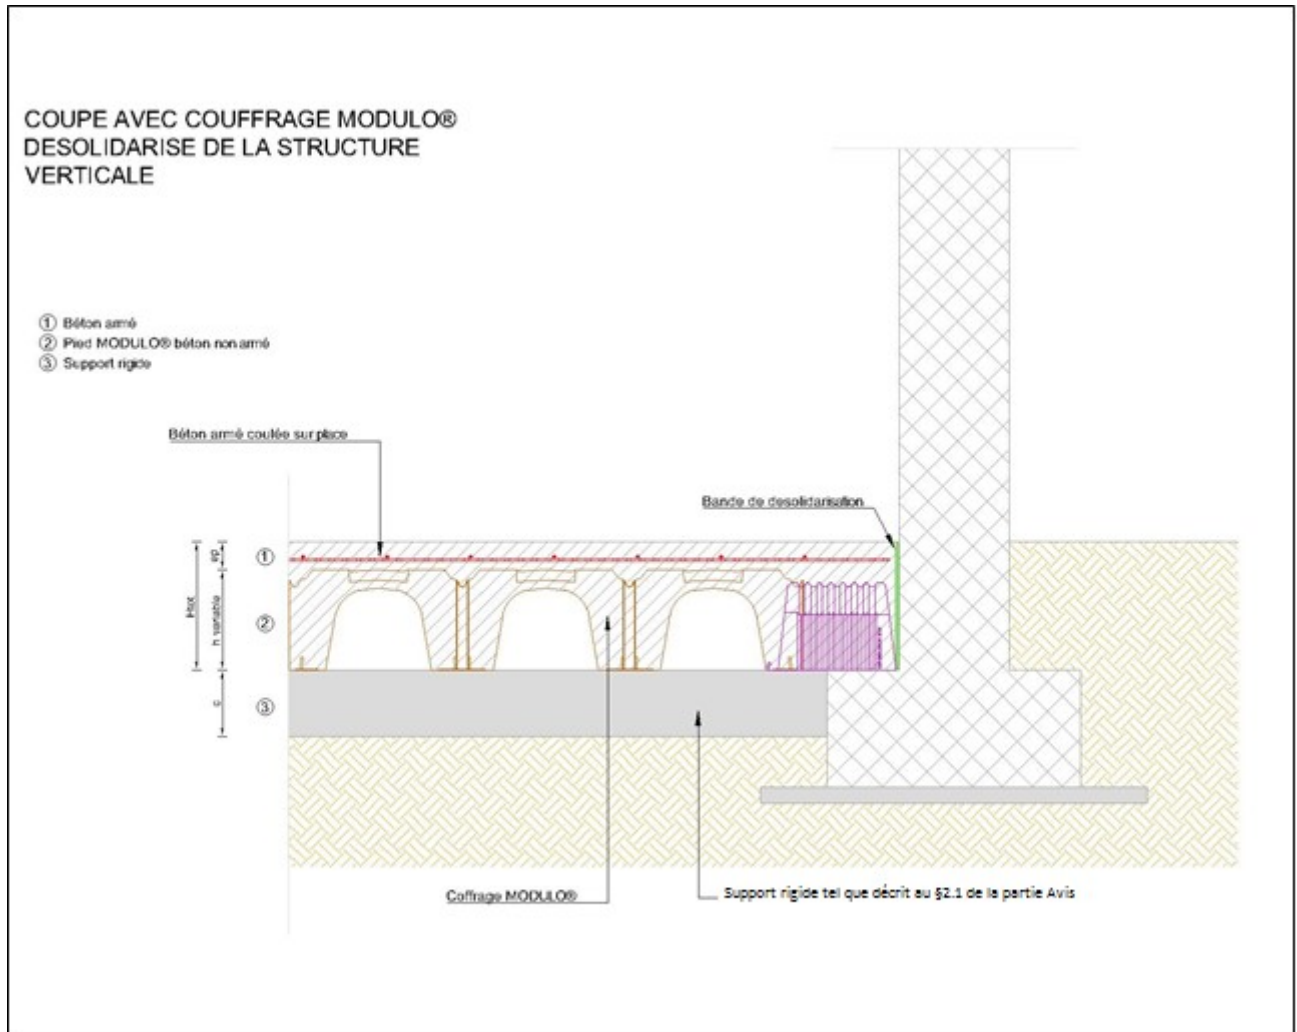 COUPE AVEC COUFFRAGE MODULO®
DESOLIDARISE DE LA STRUCTURE
VERTICALE
① Béton armé
② Pied MODULO® béton non armé
③ Support rigide
Béton armé coulée sur place
Bande de desolidarisation
①
②
③
Htot
h variable
c
Coffrage MODULO®
Support rigide tel que décrit au §2.1 de la partie Avis